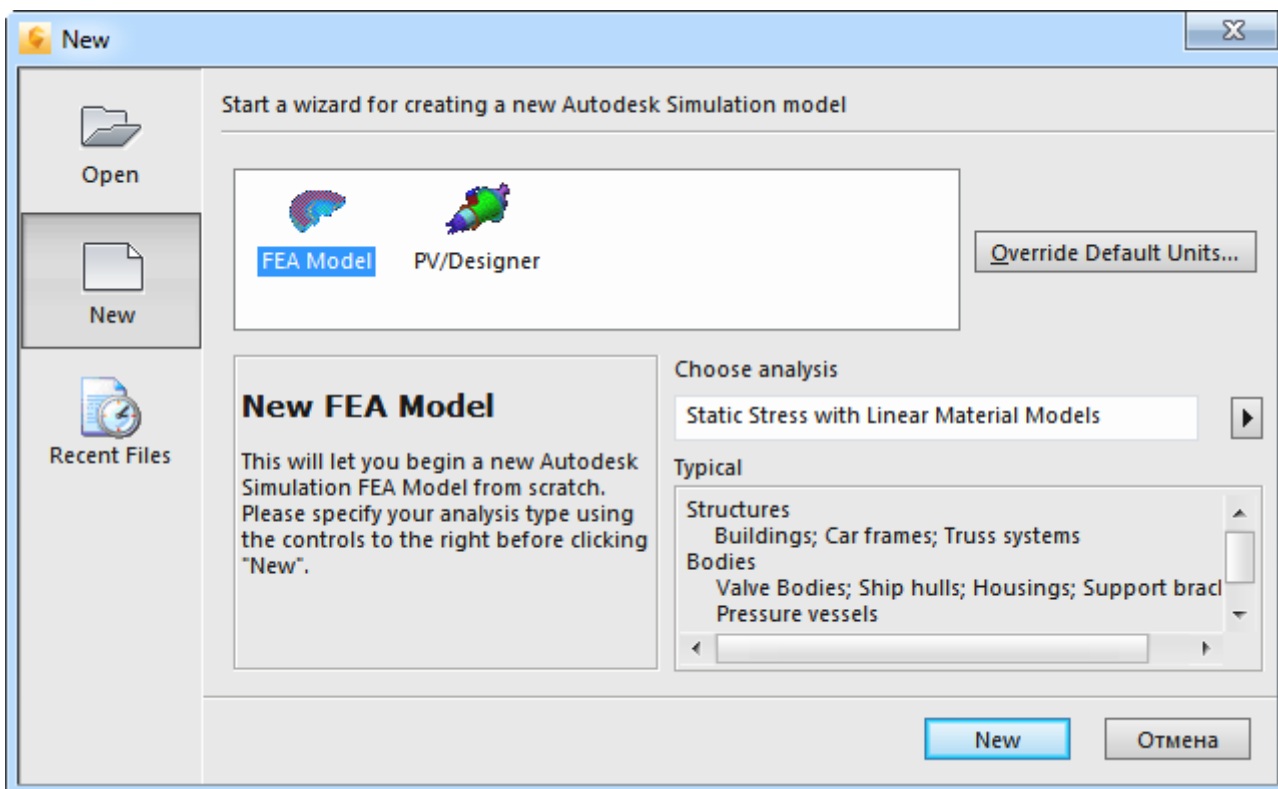 New
Open
New
Recent Files
Start a wizard for creating a new Autodesk Simulation model
FEA Model
PV/Designer
Override Default Units...
New FEA Model
This will let you begin a new Autodesk
Simulation FEA Model from scratch.
Please specify your analysis type using
the controls to the right before clicking
"New".
Choose analysis
Static Stress with Linear Material Models
Typical
Structures
Buildings; Car frames; Truss systems
Bodies
Valve Bodies; Ship hulls; Housings; Support
Pressure vessels
New
Отмена